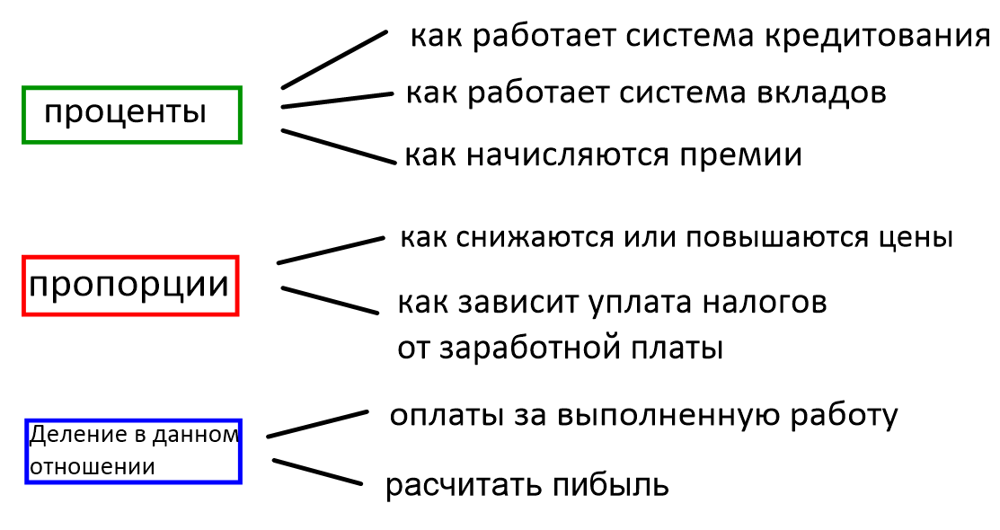 проценты
как работает система кредитования
как работает система вкладов
как начисляются премии
пропорции
как снижаются или повышаются цены
как зависит уплата налогов
от заработной платы
Деление в данном
отношении
оплаты за выполненную работу
расчитать пибыль